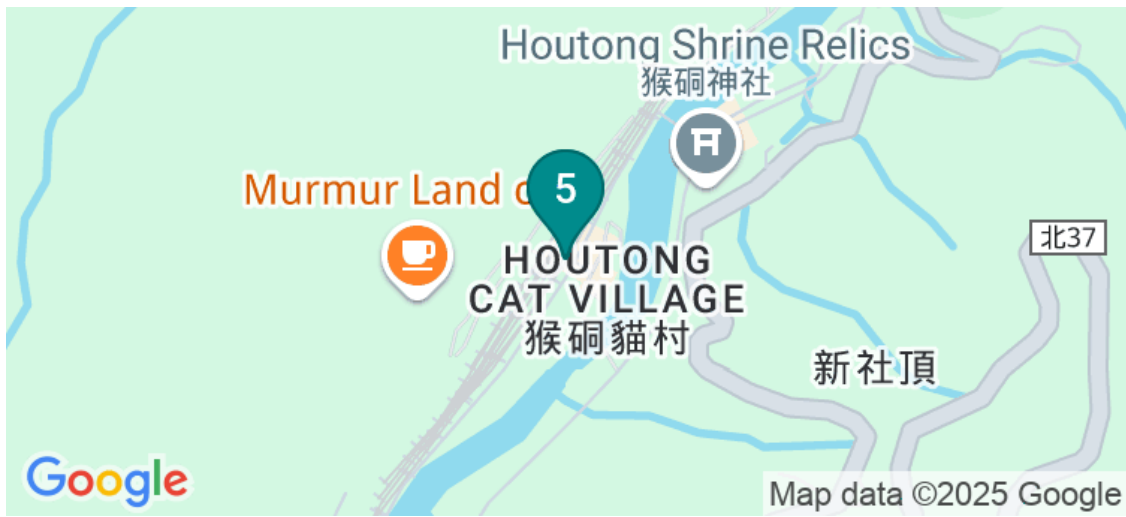 Houtong Shrine Relics
猴硐神社
Murmur Land c
5
北37
HOUTONG
CAT VILLAGE
猴硐貓村
新社頂
Google
Map data ©2025 Google